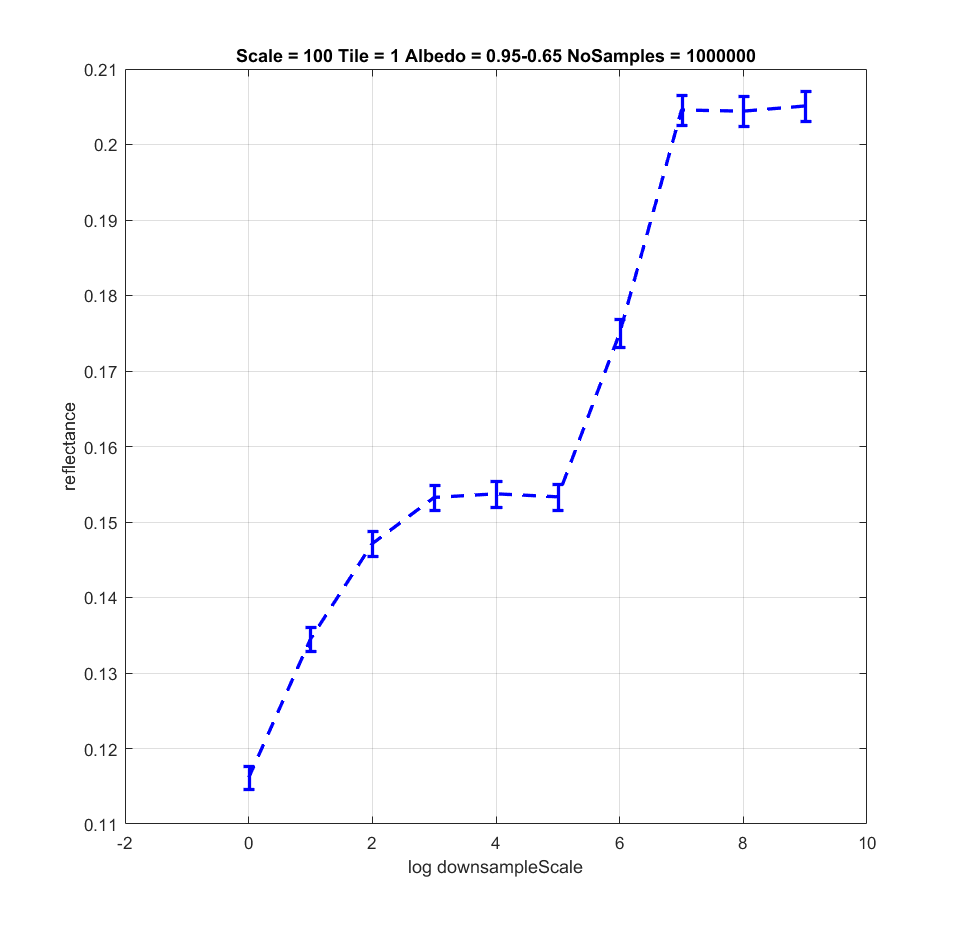 Scale = 100 Tile = 1 Albedo = 0.95-0.65 NoSamples = 1000000
0.21
0.2
0.19
0.18
0.17
0.16
0.15
0.14
0.13
0.12
0.11
reflectance
-2 0 2 4 6 8 10
log downsampleScale